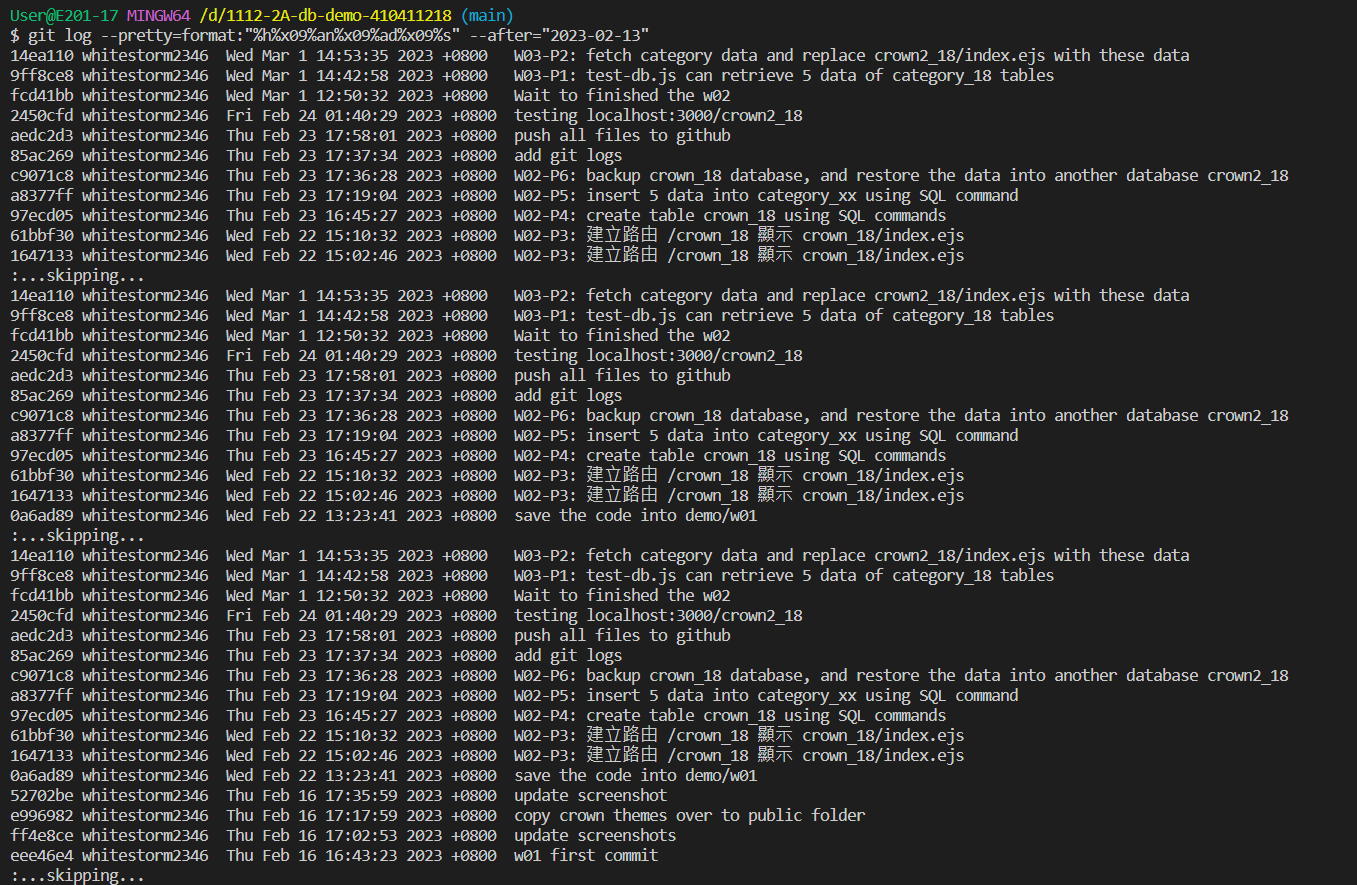 User@E201-17 MINGW64 /d/1112-2A-db-demo-410411218 (main)
$ git log --pretty=format:"%h%x09%an%x09%ad%x09%s" --after="2023-02-13"
14ea110 whitestorm2346  Wed Mar 1 14:53:35 2023 +0800   W03-P2: fetch category data and replace crown2_18/index.ejs with these data
9ff8ce8 whitestorm2346  Wed Mar 1 14:42:58 2023 +0800   W03-P1: test-db.js can retrieve 5 data of category_18 tables
fcd41bb whitestorm2346  Wed Mar 1 12:50:32 2023 +0800   Wait to finished the w02
2450cfd whitestorm2346  Fri Feb 24 01:40:29 2023 +0800  testing localhost:3000/crown2_18
aedc2d3 whitestorm2346  Thu Feb 23 17:58:01 2023 +0800  push all files to github
85ac269 whitestorm2346  Thu Feb 23 17:37:34 2023 +0800  add git logs
c9071c8 whitestorm2346  Thu Feb 23 17:36:28 2023 +0800  W02-P6: backup crown_18 database, and restore the data into another database crown2_18
a8377ff whitestorm2346  Thu Feb 23 17:19:04 2023 +0800  W02-P5: insert 5 data into category_xx using SQL command
97ecd05 whitestorm2346  Thu Feb 23 16:45:27 2023 +0800  W02-P4: create table crown_18 using SQL commands
61bbf30 whitestorm2346  Wed Feb 22 15:10:32 2023 +0800  W02-P3: 建立路由 /crown_18 顯示 crown_18/index.ejs
1647133 whitestorm2346  Wed Feb 22 15:02:46 2023 +0800  W02-P3: 建立路由 /crown_18 顯示 crown_18/index.ejs
:...skipping...
14ea110 whitestorm2346  Wed Mar 1 14:53:35 2023 +0800   W03-P2: fetch category data and replace crown2_18/index.ejs with these data
9ff8ce8 whitestorm2346  Wed Mar 1 14:42:58 2023 +0800   W03-P1: test-db.js can retrieve 5 data of category_18 tables
fcd41bb whitestorm2346  Wed Mar 1 12:50:32 2023 +0800   Wait to finished the w02
2450cfd whitestorm2346  Fri Feb 24 01:40:29 2023 +0800  testing localhost:3000/crown2_18
aedc2d3 whitestorm2346  Thu Feb 23 17:58:01 2023 +0800  push all files to github
85ac269 whitestorm2346  Thu Feb 23 17:37:34 2023 +0800  add git logs
c9071c8 whitestorm2346  Thu Feb 23 17:36:28 2023 +0800  W02-P6: backup crown_18 database, and restore the data into another database crown2_18
a8377ff whitestorm2346  Thu Feb 23 17:19:04 2023 +0800  W02-P5: insert 5 data into category_xx using SQL command
97ecd05 whitestorm2346  Thu Feb 23 16:45:27 2023 +0800  W02-P4: create table crown_18 using SQL commands
61bbf30 whitestorm2346  Wed Feb 22 15:10:32 2023 +0800  W02-P3: 建立路由 /crown_18 顯示 crown_18/index.ejs
1647133 whitestorm2346  Wed Feb 22 15:02:46 2023 +0800  W02-P3: 建立路由 /crown_18 顯示 crown_18/index.ejs
0a6ad89 whitestorm2346  Wed Feb 22 13:23:41 2023 +0800  save the code into demo/w01
:...skipping...
14ea110 whitestorm2346  Wed Mar 1 14:53:35 2023 +0800   W03-P2: fetch category data and replace crown2_18/index.ejs with these data
9ff8ce8 whitestorm2346  Wed Mar 1 14:42:58 2023 +0800   W03-P1: test-db.js can retrieve 5 data of category_18 tables
fcd41bb whitestorm2346  Wed Mar 1 12:50:32 2023 +0800   Wait to finished the w02
2450cfd whitestorm2346  Fri Feb 24 01:40:29 2023 +0800  testing localhost:3000/crown2_18
aedc2d3 whitestorm2346  Thu Feb 23 17:58:01 2023 +0800  push all files to github
85ac269 whitestorm2346  Thu Feb 23 17:37:34 2023 +0800  add git logs
c9071c8 whitestorm2346  Thu Feb 23 17:36:28 2023 +0800  W02-P6: backup crown_18 database, and restore the data into another database crown2_18
a8377ff whitestorm2346  Thu Feb 23 17:19:04 2023 +0800  W02-P5: insert 5 data into category_xx using SQL command
97ecd05 whitestorm2346  Thu Feb 23 16:45:27 2023 +0800  W02-P4: create table crown_18 using SQL commands
61bbf30 whitestorm2346  Wed Feb 22 15:10:32 2023 +0800  W02-P3: 建立路由 /crown_18 顯示 crown_18/index.ejs
1647133 whitestorm2346  Wed Feb 22 15:02:46 2023 +0800  W02-P3: 建立路由 /crown_18 顯示 crown_18/index.ejs
0a6ad89 whitestorm2346  Wed Feb 22 13:23:41 2023 +0800  save the code into demo/w01
52702be whitestorm2346  Thu Feb 16 17:35:59 2023 +0800  update screenshot
e996982 whitestorm2346  Thu Feb 16 17:17:59 2023 +0800  copy crown themes over to public folder
ff4e8ce whitestorm2346  Thu Feb 16 17:02:53 2023 +0800  update screenshots
eee46e4 whitestorm2346  Thu Feb 16 16:43:23 2023 +0800  w01 first commit
:...skipping...